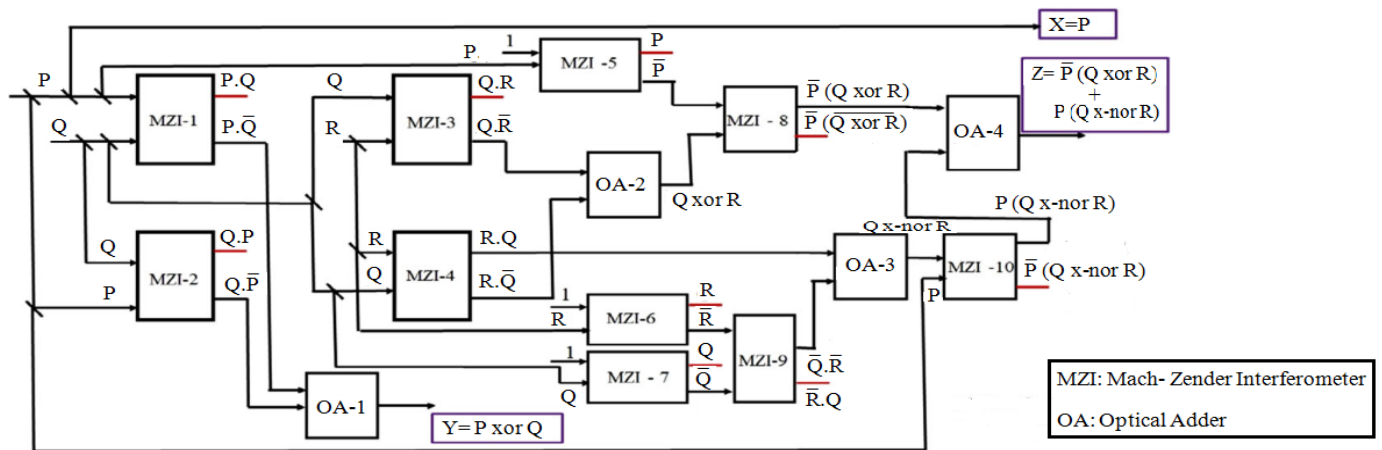 X=P
1
P
P.
MZI -5
P̅
P
P.Q
Q
Q.R
Z= P̅ (Q xor R)
+
P (Q x-nor R)
P̅ (Q xor R)
Q
MZI-1
P.Q̅
R
MZI-3
Q.R̅
MZI - 8
P̅ (Q̅ x̅o̅r̅ R̅)
OA-4
OA-2
Q xor R
P (Q x-nor R)
Q x-nor R
Q
Q.P
R
R.Q
MZI-2
Q
MZI-4
OA-3
MZI -10
P
Q.P̅
R.Q̅
P̅ (Q x-nor R)
P
1
R
R
MZI-6
R̅
1
Q
MZI-9
Q̅.R̅
Q
MZI - 7
Q̅
R̅.Q
MZI: Mach- Zender Interferometer
OA: Optical Adder
OA-1
Y= P xor Q